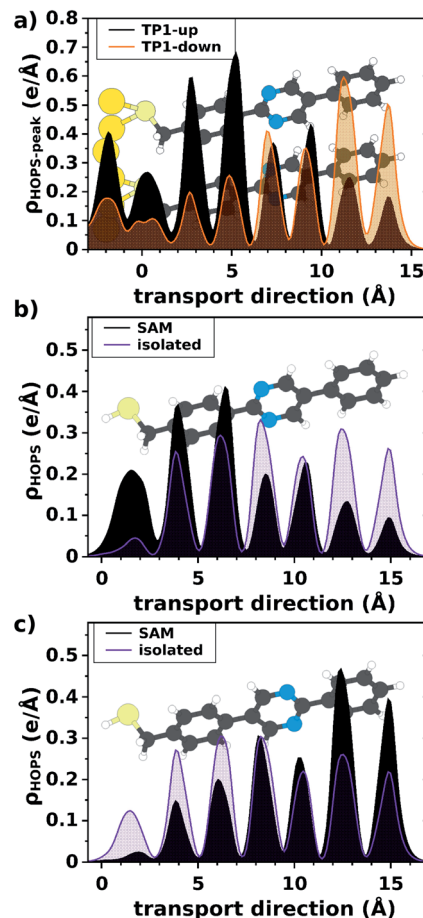 a)
TP1-up
TP1-down
ρHOPS-peak (e/Å)
0.8
0.7
0.6
0.5
0.4
0.3
0.2
0.1
0
0 5 10 15
transport direction (Å)
b)
SAM
isolated
ρHOPS (e/Å)
0.5
0.4
0.3
0.2
0.1
0
0 5 10 15
transport direction (Å)
c)
SAM
isolated
ρHOPS (e/Å)
0.5
0.4
0.3
0.2
0.1
0
0 5 10 15
transport direction (Å)